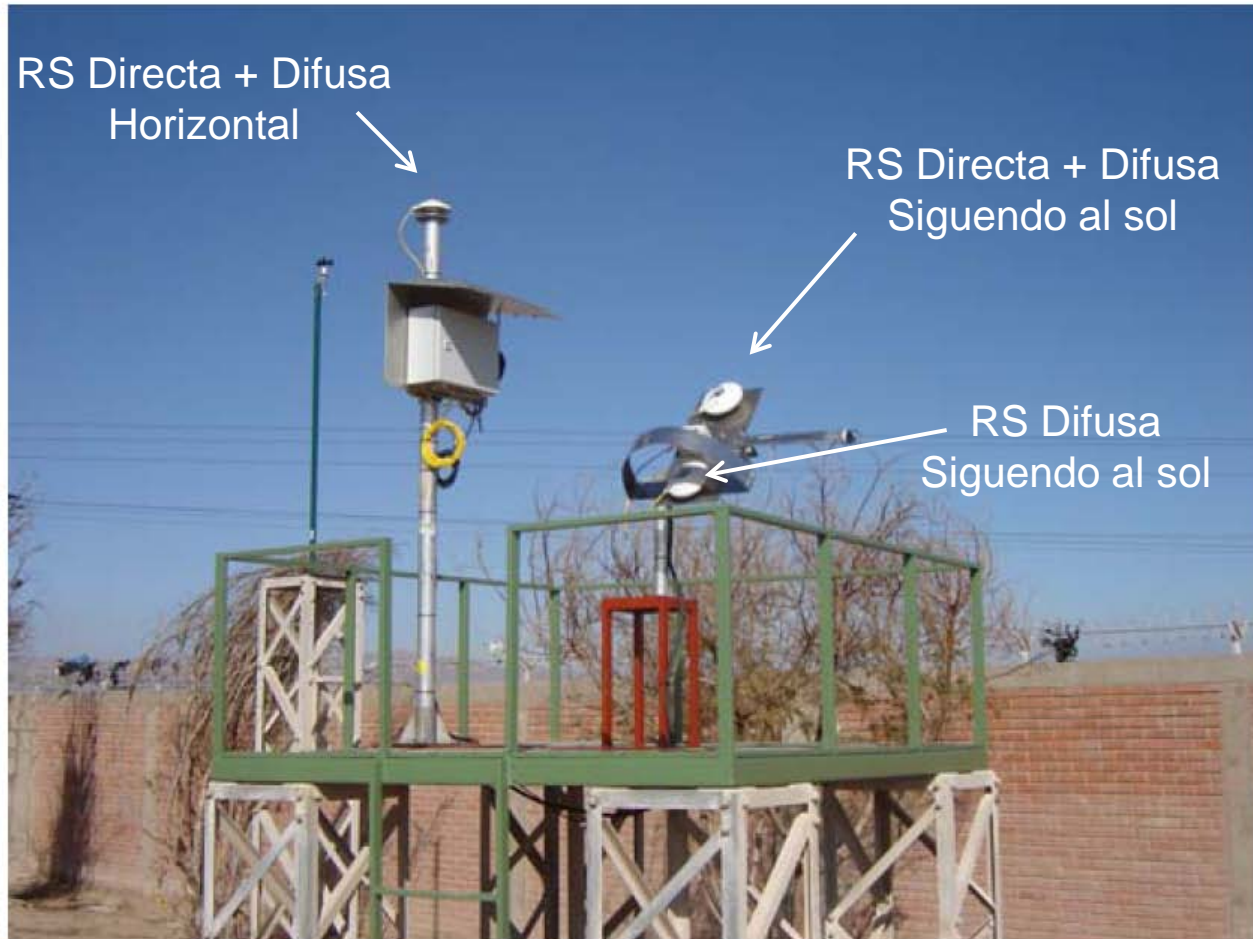 RS Directa + Difusa
Horizontal
RS Directa + Difusa
Siguendo al sol
RS Difusa
Siguendo al sol